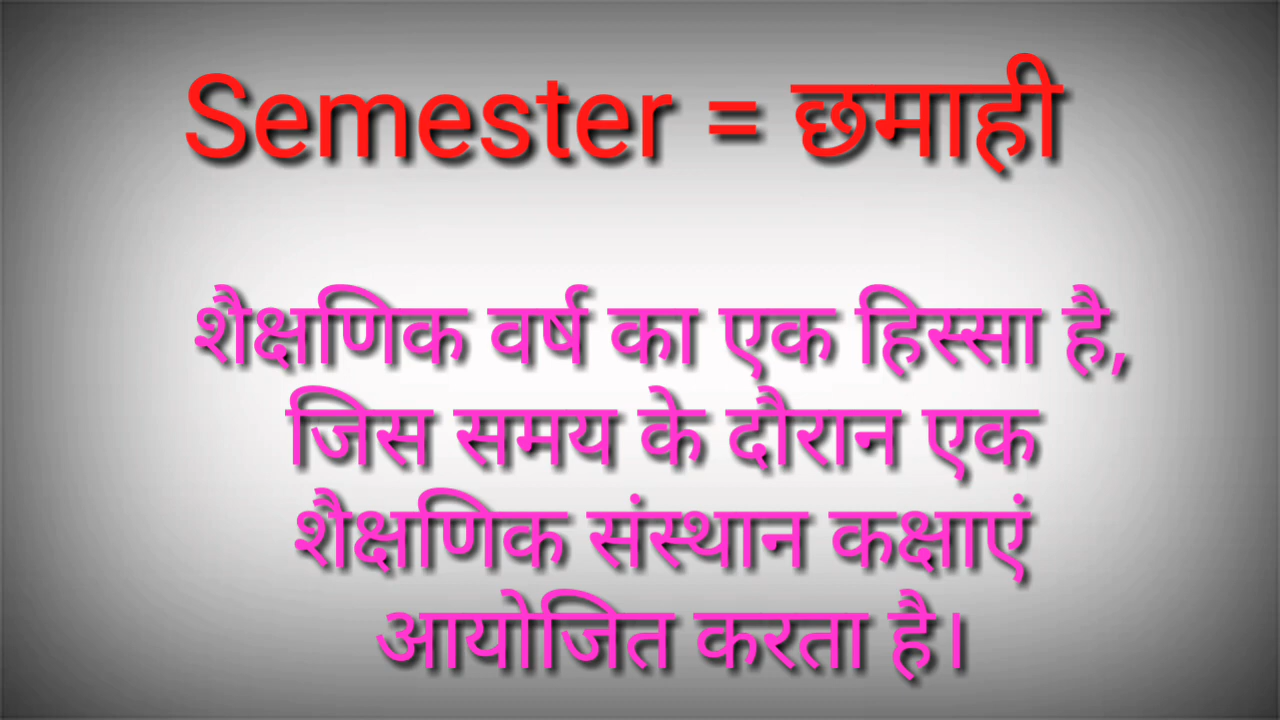 Semester = छमाही
शैक्षणिक वर्ष का एक हिस्सा है,
जिस समय के दौरान एक
शैक्षणिक संस्थान कक्षाएं
आयोजित करता है।